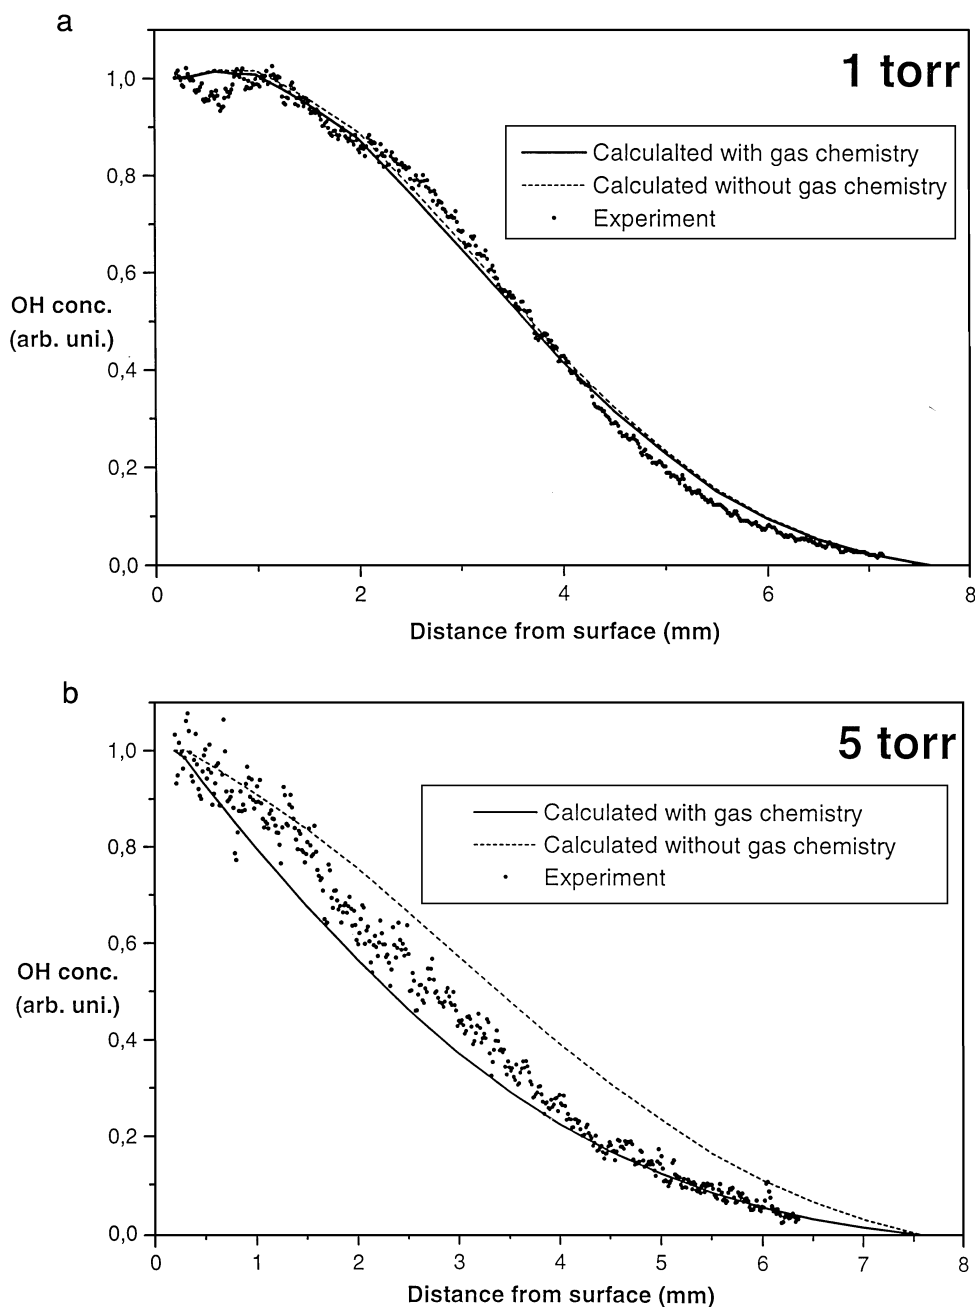 a
1 torr
1,0
0,8
0,6
0,4
0,2
0,0
OH conc.
(arb. uni.)
Calculalted with gas chemistry
Calculated without gas chemistry
Experiment
0 2 4 6 8
Distance from surface (mm)
b
5 torr
1,0
0,8
0,6
0,4
0,2
0,0
OH conc.
(arb. uni.)
Calculated with gas chemistry
Calculated without gas chemistry
Experiment
0 1 2 3 4 5 6 7 8
Distance from surface (mm)